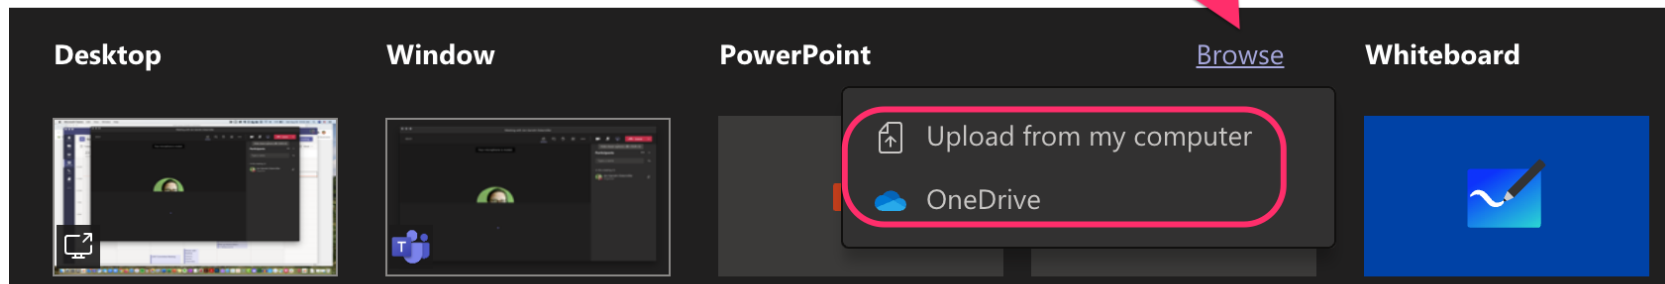 Desktop
Window
PowerPoint
Browse
Whiteboard
Upload from my computer
OneDrive
T